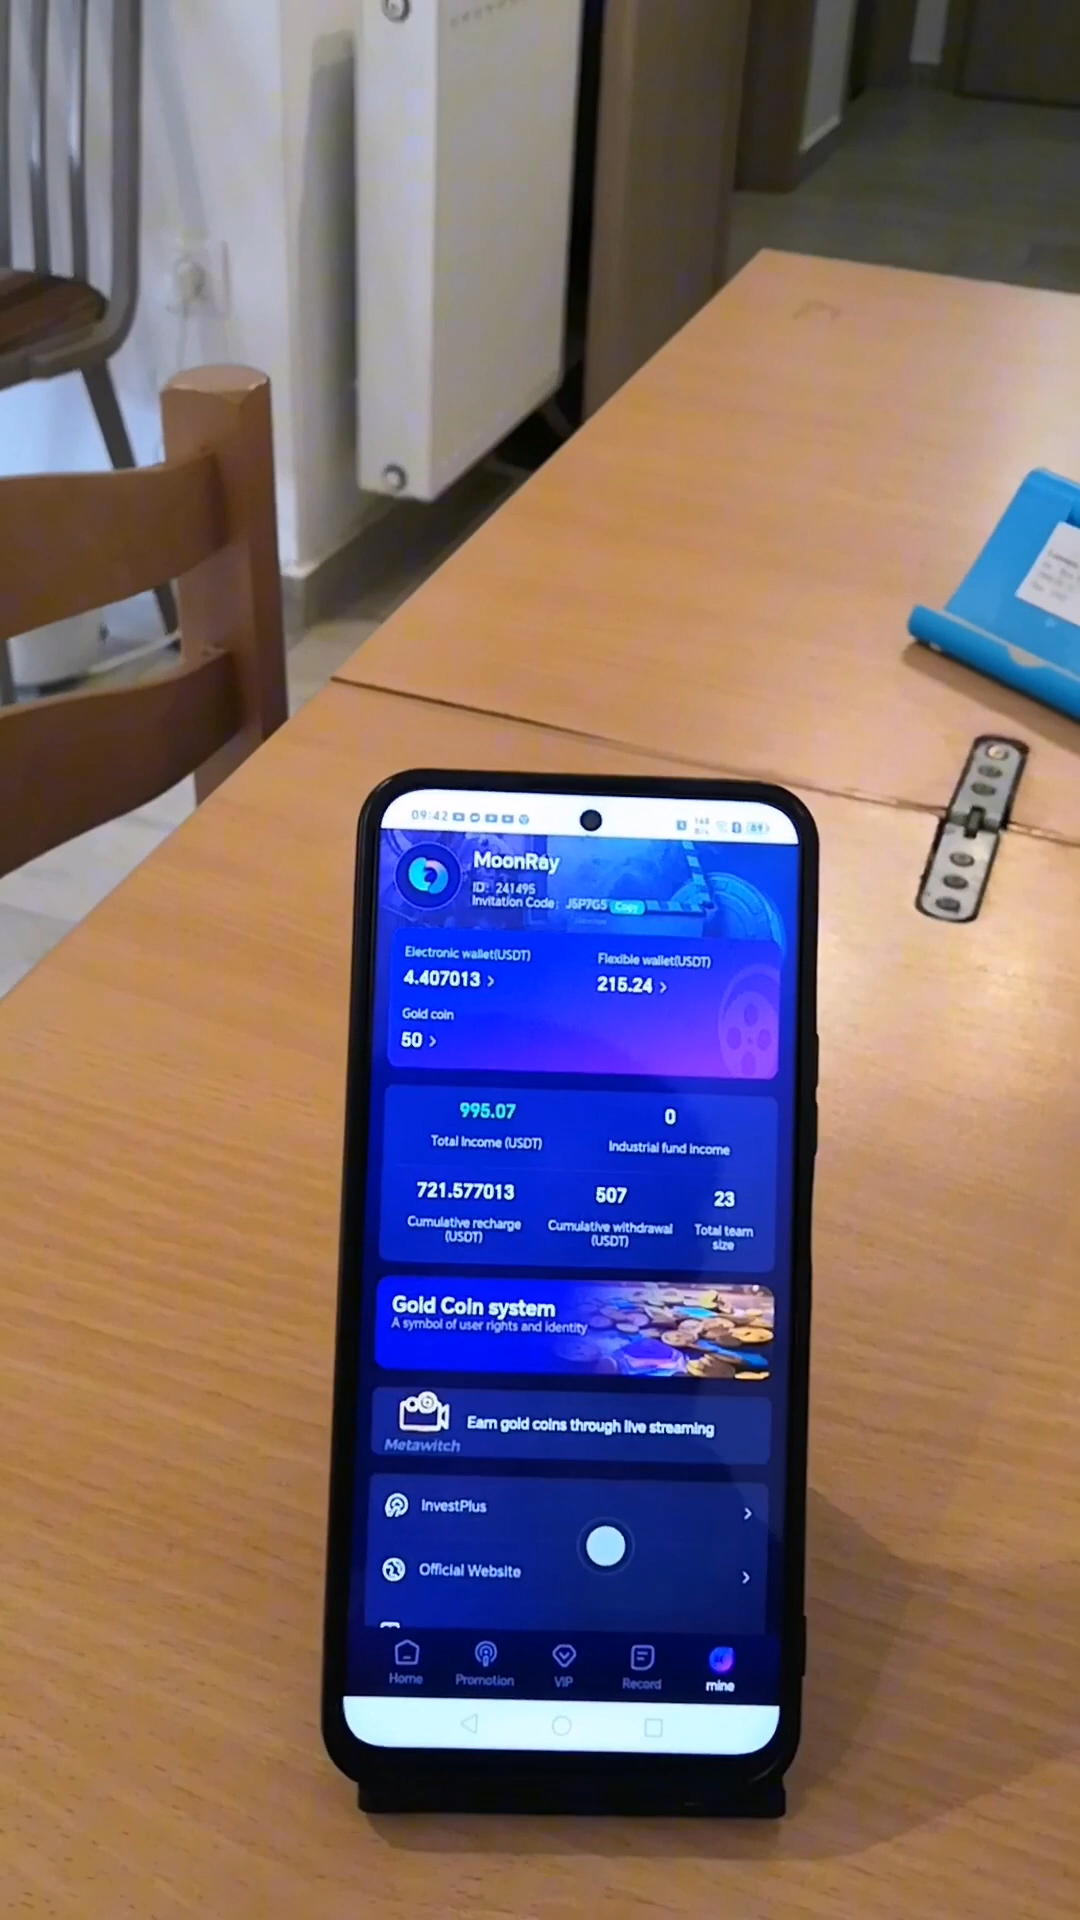 09:42
MoonRay
ID: 241495
Invitation Code: J5P7G5 Copy
Electronic wallet(USDT)
4.407013 >
Flexible wallet(USDT)
215.24 >
Gold coin
50 >
995.07
Total Income (USDT)
0
Industrial fund income
721.577013
Cumulative recharge
(USDT)
507
Cumulative withdrawal
(USDT)
23
Total team
size
Gold Coin system
A symbol of user rights and identity
Metawitch
Earn gold coins through live streaming
InvestPlus
Official Website
Home
Promotion
VIP
Record
mine